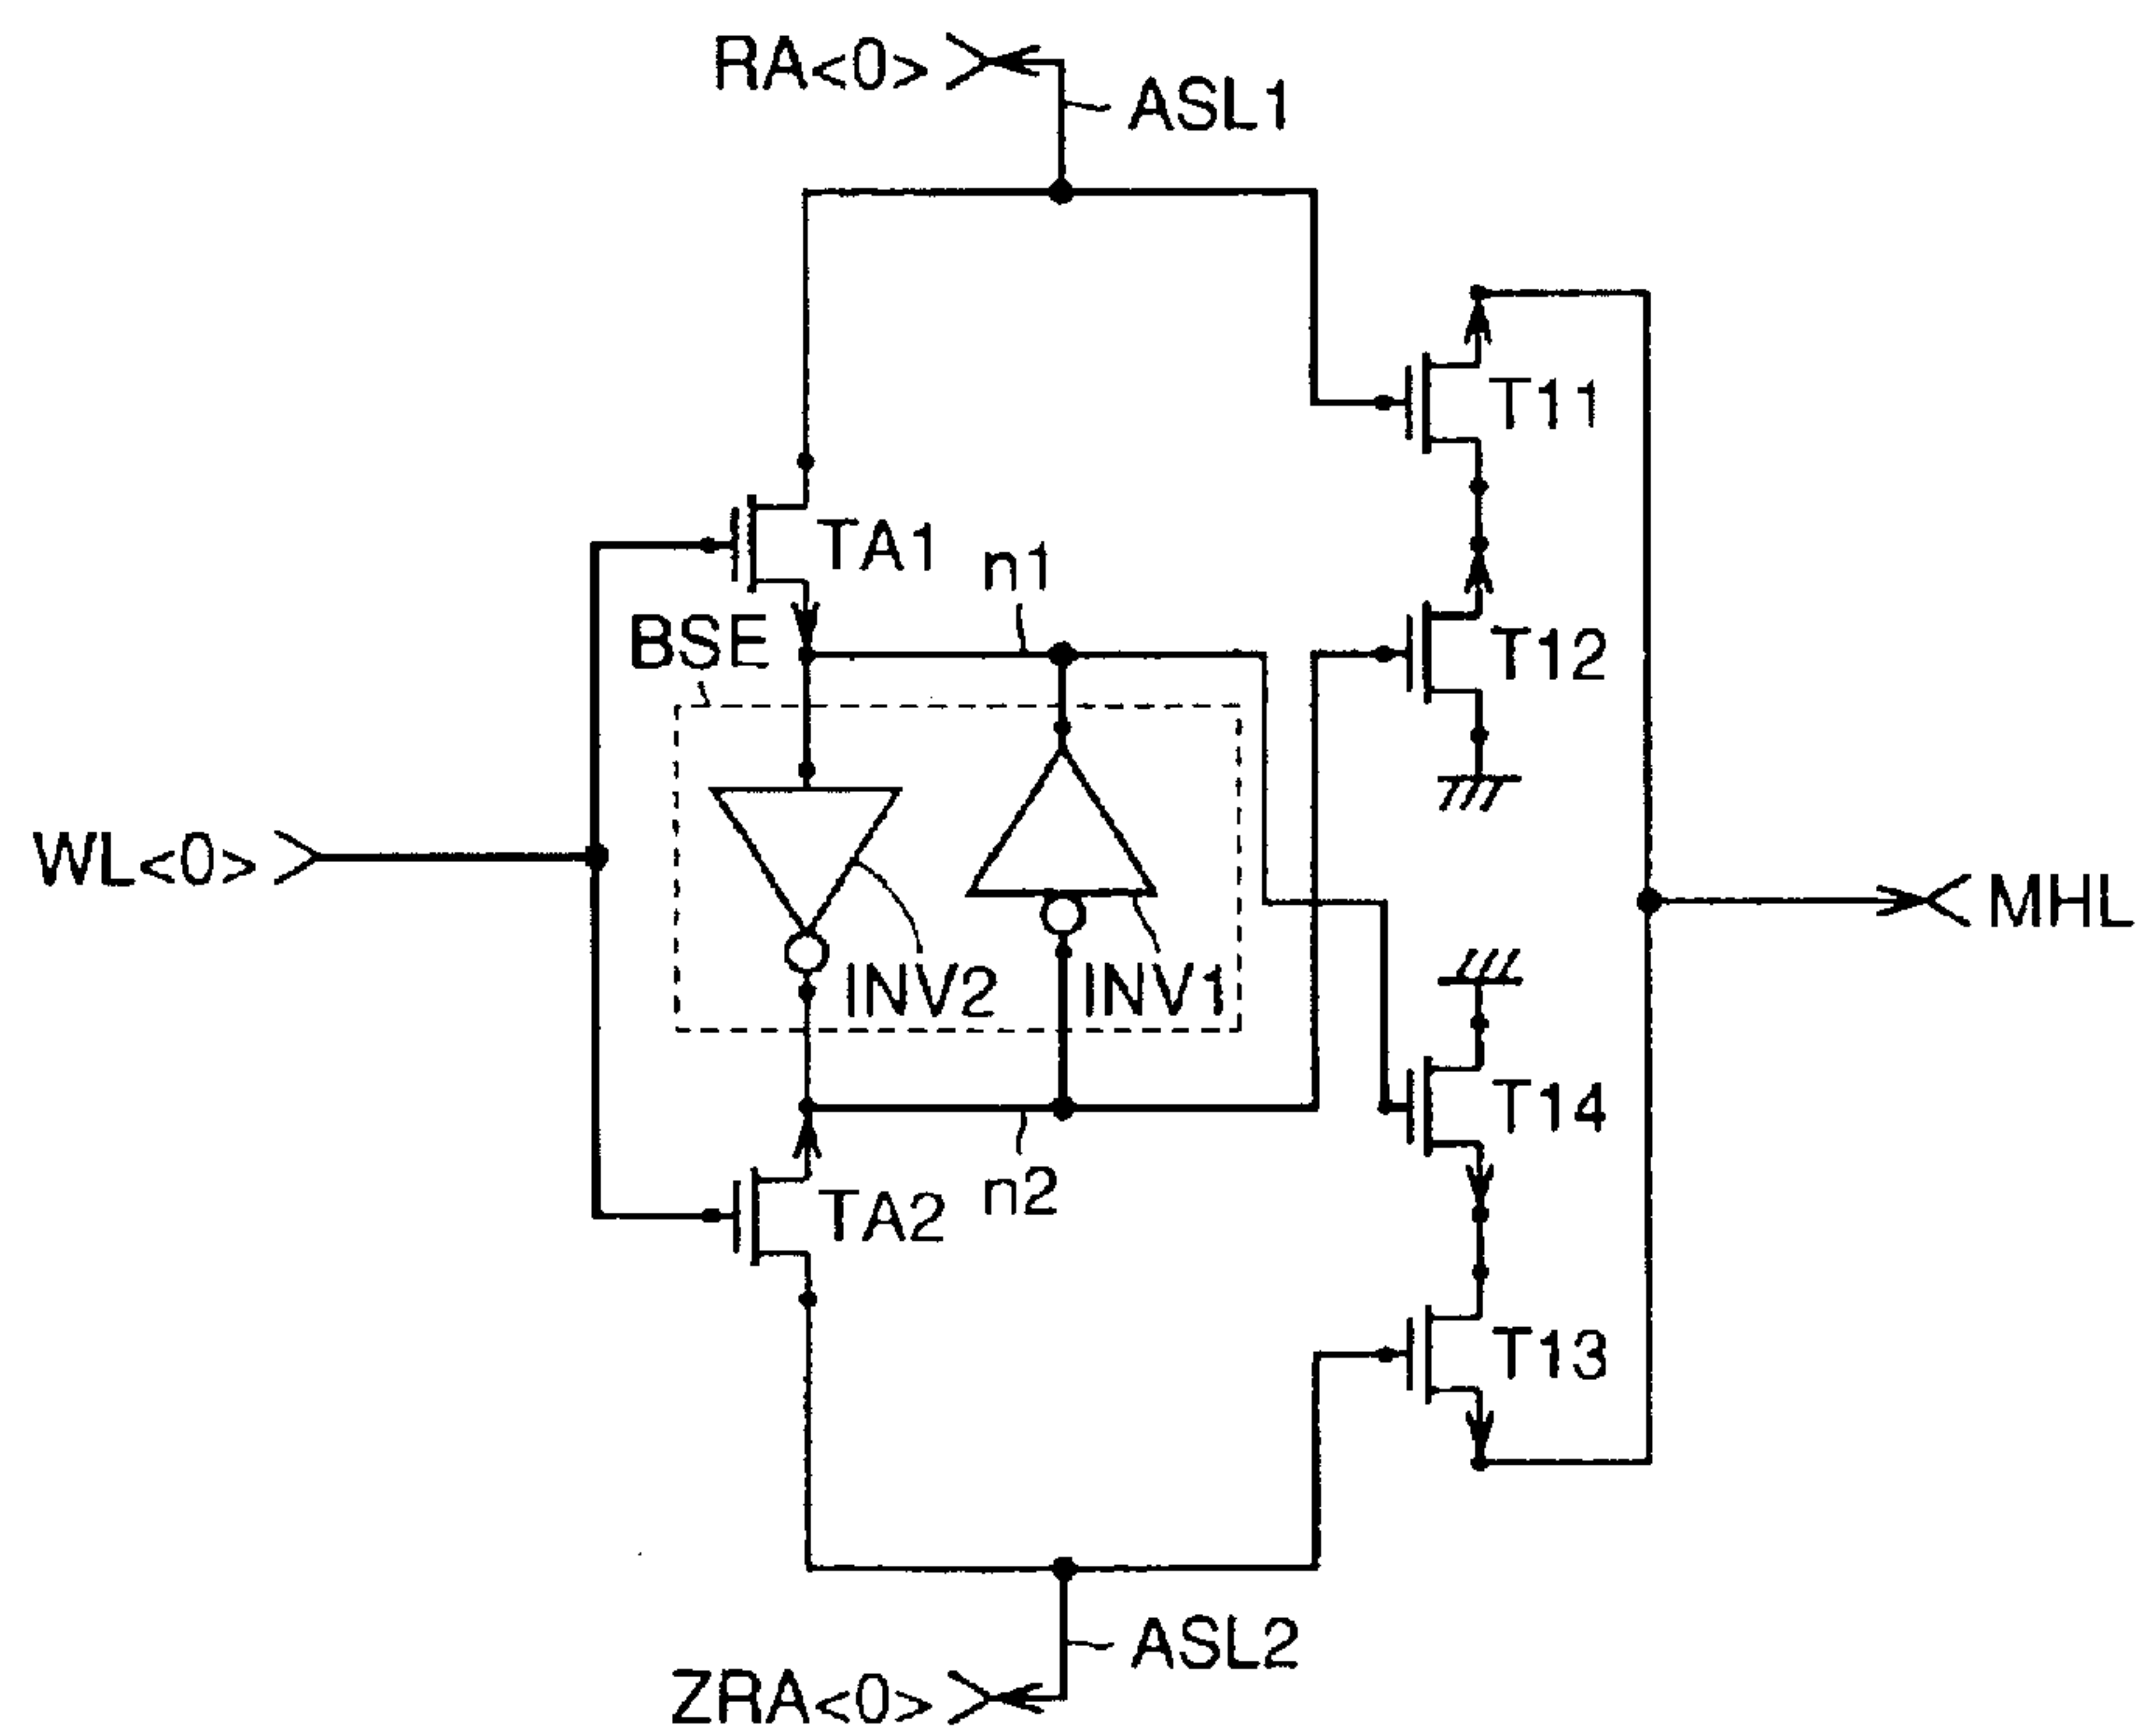 RA<0>
ASL1
T11
TA1
n1
BSE
T12
WL<0>
MHL
INV2
INV1
T14
n2
TA2
T13
ASL2
ZRA<0>